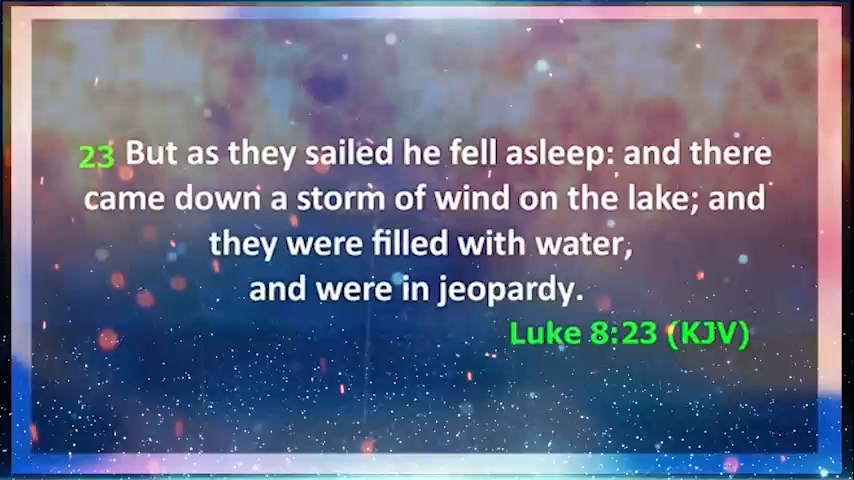 23 But as they sailed he fell asleep: and there
came down a storm of wind on the lake; and
they were filled with water,
and were in jeopardy.
Luke 8:23 (KJV)